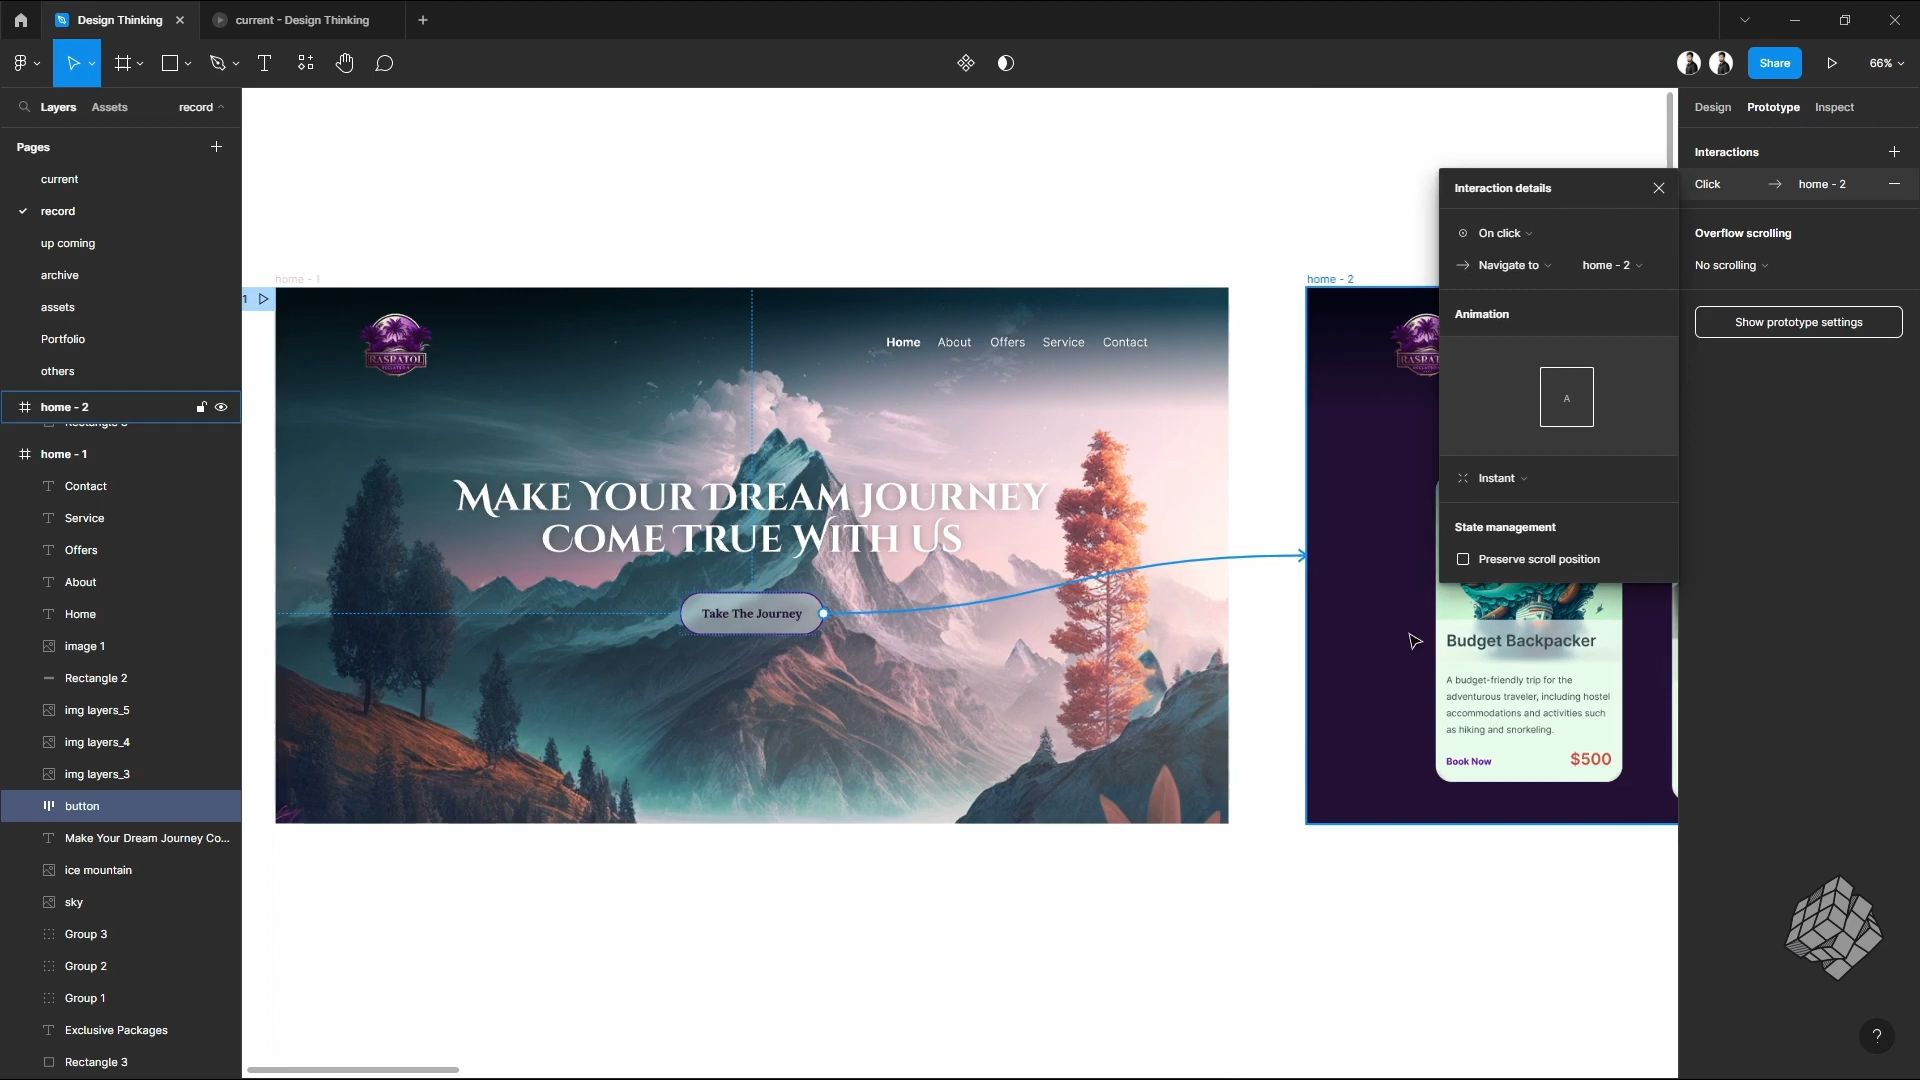 Design Thinking
current - Design Thinking
Share
66%
Layers
Assets
record
Design
Prototype
Inspect
Pages
current
record
up coming
archive
assets
Portfolio
others
home - 2
home - 1
Contact
Service
Offers
About
Home
image 1
Rectangle 2
img layers_5
img layers_4
img layers_3
button
Make Your Dream Journey Co...
ice mountain
sky
Group 3
Group 2
Group 1
Exclusive Packages
Rectangle 3
home - 1
1
Home
About
Offers
Service
Contact
Make Your Dream Journey
Come True With Us
Take The Journey
home - 2
Budget Backpacker
A budget-friendly trip for the
adventurous traveler, including hostel
accommodations and activities such
as hiking and snorkeling.
Book Now
$500
Interaction details
On click
Navigate to
home - 2
Animation
A
Instant
State management
Preserve scroll position
Interactions
Click
home - 2
Overflow scrolling
No scrolling
Show prototype settings
?